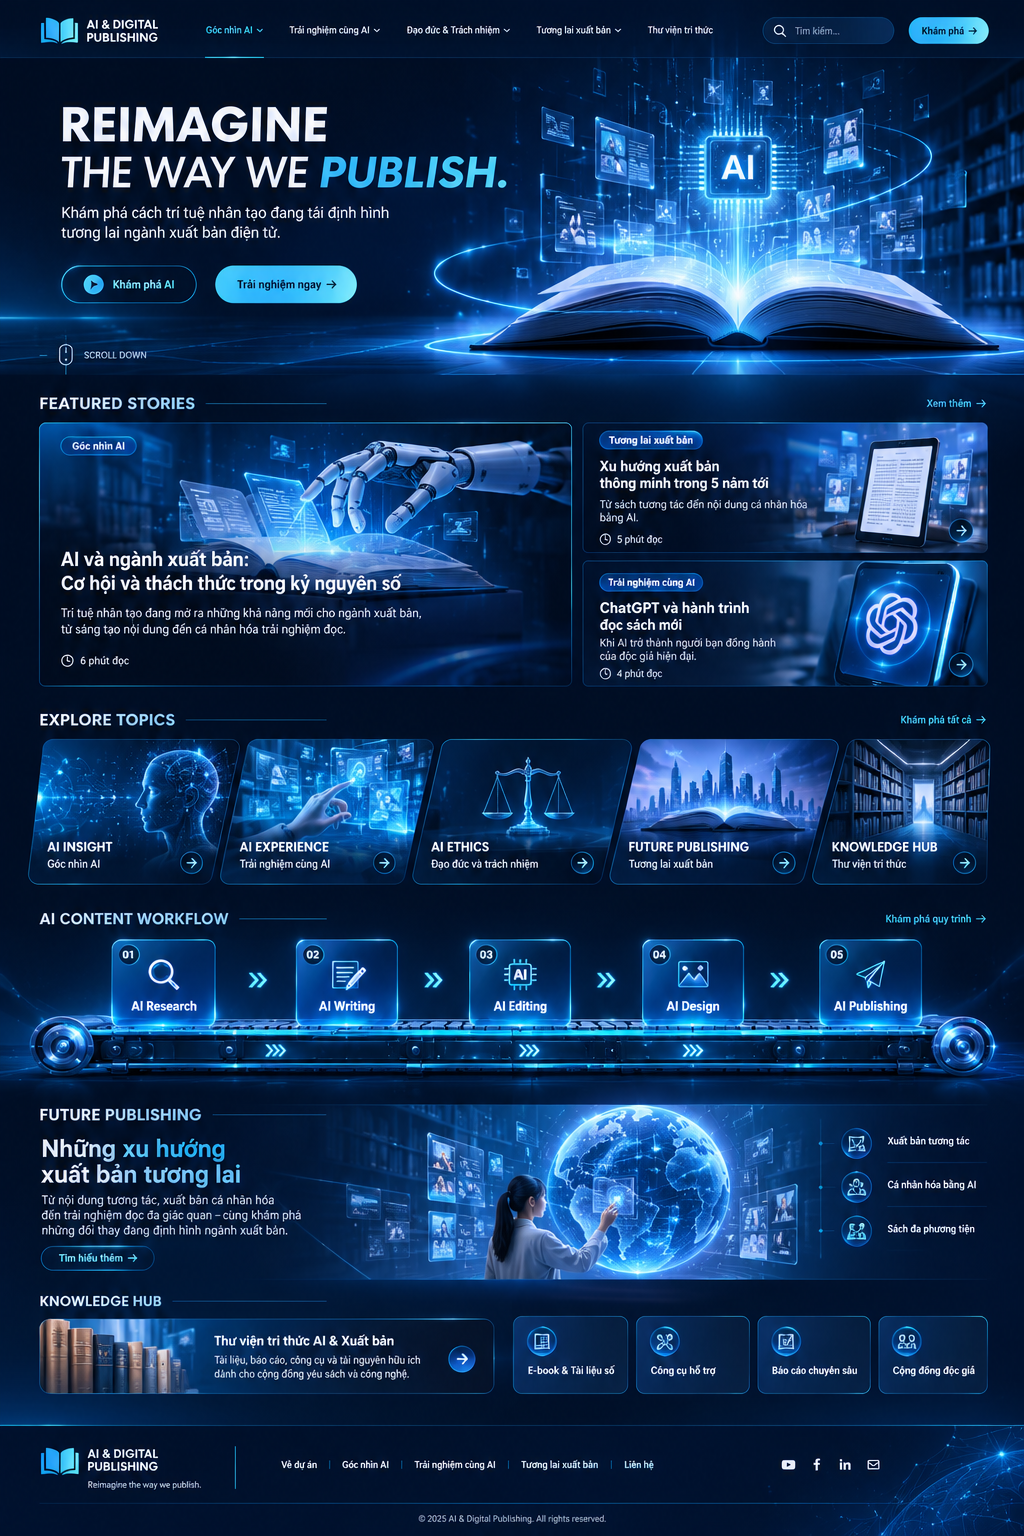 AI & DIGITAL
PUBLISHING
Góc nhìn AI
Trải nghiệm cùng AI
Đạo đức & Trách nhiệm
Tương lai xuất bản
Thư viện tri thức
Tìm kiếm...
Khám phá
REIMAGINE
THE WAY WE PUBLISH.
Khám phá cách trí tuệ nhân tạo đang tái định hình
tương lai ngành xuất bản điện tử.
AI
Khám phá AI
Trải nghiệm ngay
SCROLL DOWN
FEATURED STORIES
Xem thêm
Góc nhìn AI
AI và ngành xuất bản:
Cơ hội và thách thức trong kỷ nguyên số
Trí tuệ nhân tạo đang mở ra những khả năng mới cho ngành xuất bản,
từ sáng tạo nội dung đến cá nhân hóa trải nghiệm đọc.
6 phút đọc
Tương lai xuất bản
Xu hướng xuất bản
thông minh trong 5 năm tới
Từ sách tương tác đến nội dung cá nhân hóa
bằng AI.
5 phút đọc
Trải nghiệm cùng AI
ChatGPT và hành trình
đọc sách mới
Khi AI trở thành người bạn đồng hành
của độc giả hiện đại.
4 phút đọc
EXPLORE TOPICS
Khám phá tất cả
AI INSIGHT
Góc nhìn AI
AI EXPERIENCE
Trải nghiệm cùng AI
AI ETHICS
Đạo đức và trách nhiệm
FUTURE PUBLISHING
Tương lai xuất bản
KNOWLEDGE HUB
Thư viện tri thức
AI CONTENT WORKFLOW
Khám phá quy trình
01
AI Research
02
AI Writing
03
AI
AI Editing
04
AI Design
05
AI Publishing
FUTURE PUBLISHING
Những xu hướng
xuất bản tương lai
Từ nội dung tương tác, xuất bản cá nhân hóa
đến trải nghiệm đọc đa giác quan – cùng khám phá
những đổi thay đang định hình ngành xuất bản.
Tìm hiểu thêm
Xuất bản tương tác
Cá nhân hóa bằng AI
Sách đa phương tiện
KNOWLEDGE HUB
Thư viện tri thức AI & Xuất bản
Tài liệu, báo cáo, công cụ và tài nguyên hữu ích
dành cho cộng đồng yêu sách và công nghệ.
E-book & Tài liệu số
Công cụ hỗ trợ
Báo cáo chuyên sâu
Cộng đồng độc giả
AI & DIGITAL
PUBLISHING
Reimagine the way we publish.
Về dự án
Góc nhìn AI
Trải nghiệm cùng AI
Tương lai xuất bản
Liên hệ
© 2025 AI & Digital Publishing. All rights reserved.